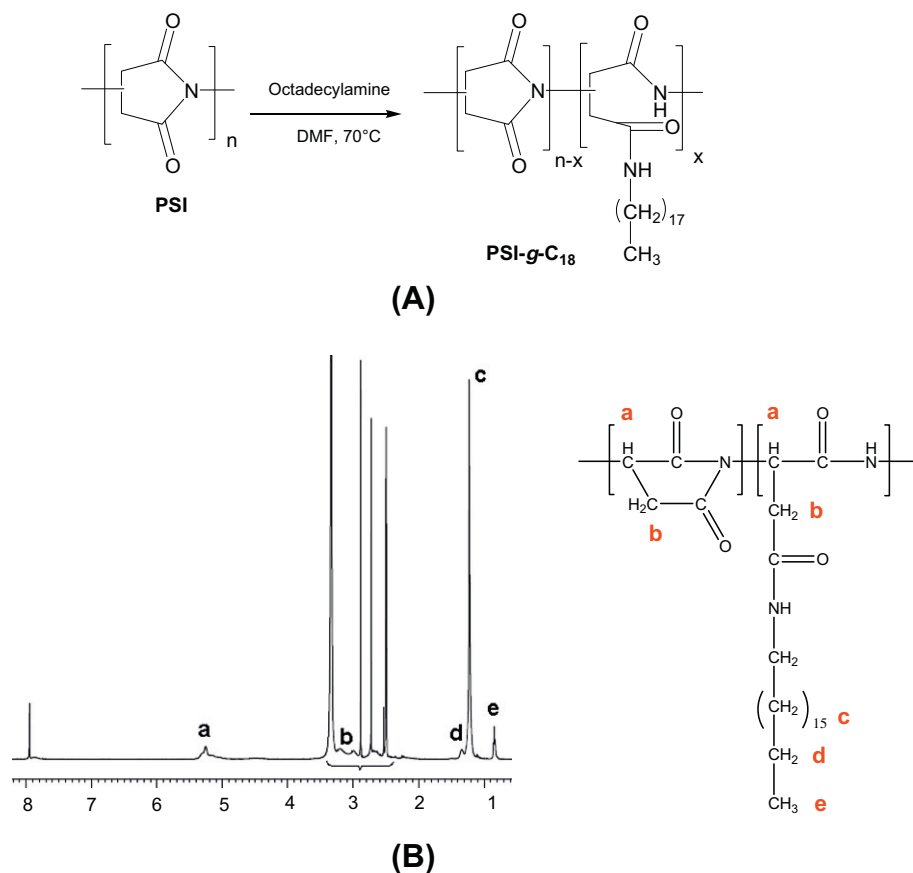 O
N
O
n
PSI
Octadecylamine
DMF, 70°C
O
N
O
n-x
O
N
H
O
NH
(CH2)17
CH3
x
PSI-g-C18
(A)
a
b
c
d
e
8 7 6 5 4 3 2 1
a
H
C
O
C
N
H2C
C
b
O
a
H
C
O
C
NH
CH2 b
C
O
NH
CH2
(CH2)15 c
CH2 d
CH3 e
(B)